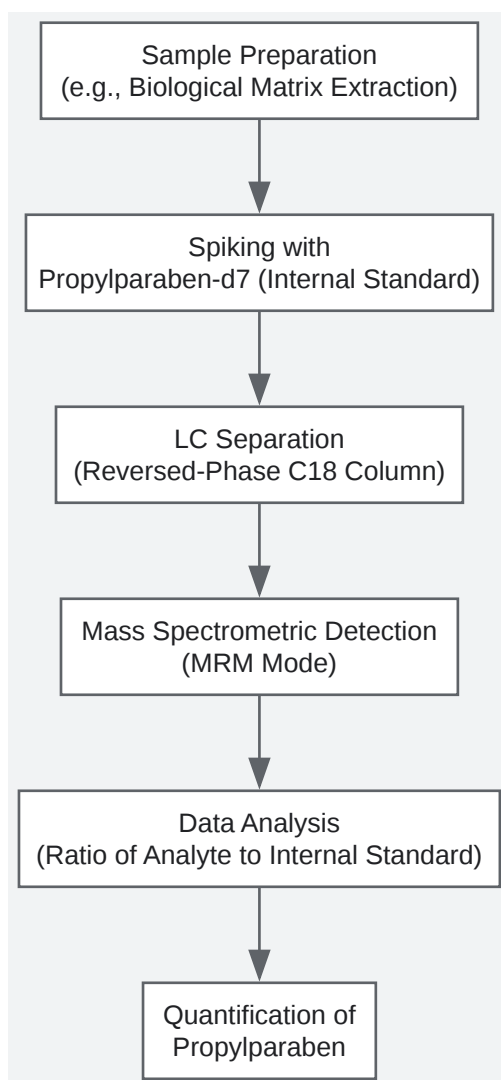 Sample Preparation
(e.g., Biological Matrix Extraction)
Spiking with
Propylparaben-d7 (Internal Standard)
LC Separation
(Reversed-Phase C18 Column)
Mass Spectrometric Detection
(MRM Mode)
Data Analysis
(Ratio of Analyte to Internal Standard)
Quantification of
Propylparaben